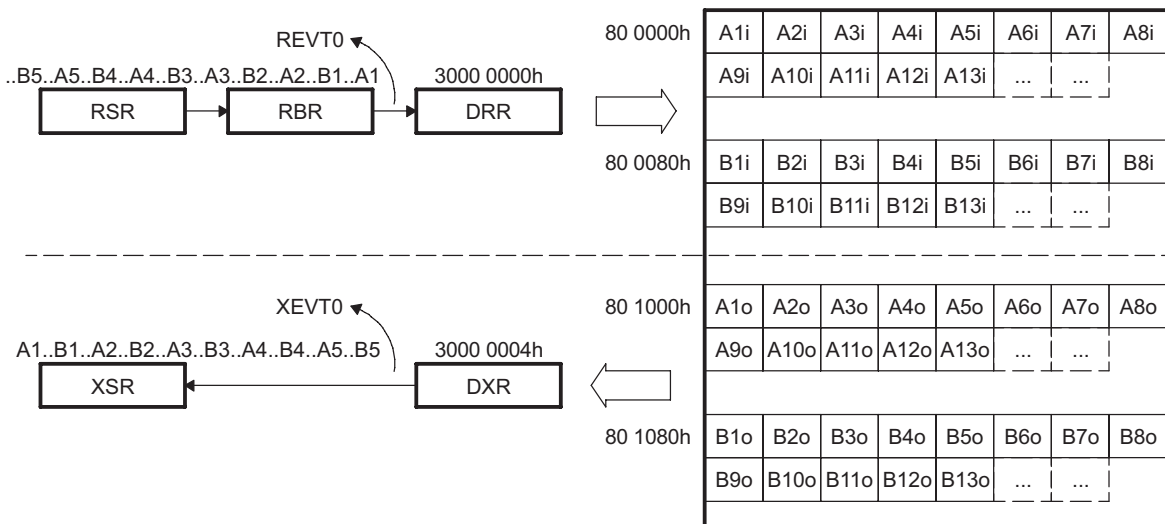 REVT0
80 0000h A1i A2i A3i A4i A5i A6i A7i A8i
..B5..A5..B4..A4..B3..A3..B2..A2..B1..A1 3000 0000h
A9i A10i A11i A12i A13i ... ...
RSR RBR DRR
80 0080h B1i B2i B3i B4i B5i B6i B7i B8i
B9i B10i B11i B12i B13i ... ...
XEVT0
80 1000h A1o A2o A3o A4o A5o A6o A7o A8o
A1..B1..A2..B2..A3..B3..A4..B4..A5..B5 3000 0004h
A9o A10o A11o A12o A13o ... ...
XSR DXR
80 1080h B1o B2o B3o B4o B5o B6o B7o B8o
B9o B10o B11o B12o B13o ... ...